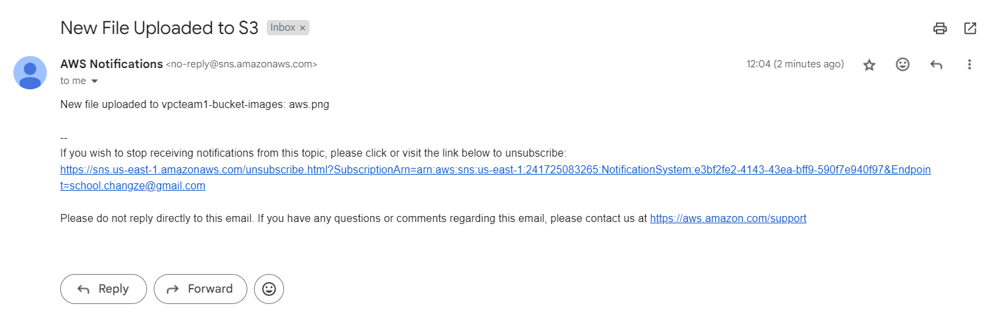 New File Uploaded to S3 Inbox ×
AWS Notifications <no-reply@sns.amazonaws.com> 12:04 (2 minutes ago)
to me
New file uploaded to vpcteam1-bucket-images: aws.png
--
If you wish to stop receiving notifications from this topic, please click or visit the link below to unsubscribe:
https://sns.us-east-1.amazonaws.com/unsubscribe.html?SubscriptionArn=arn:aws:sns:us-east-1:241725083265:NotificationSystem:e3bf2fe2-4143-43ea-bff9-590f7e940f97&Endpoin
t=school.changze@gmail.com
Please do not reply directly to this email. If you have any questions or comments regarding this email, please contact us at https://aws.amazon.com/support
Reply Forward